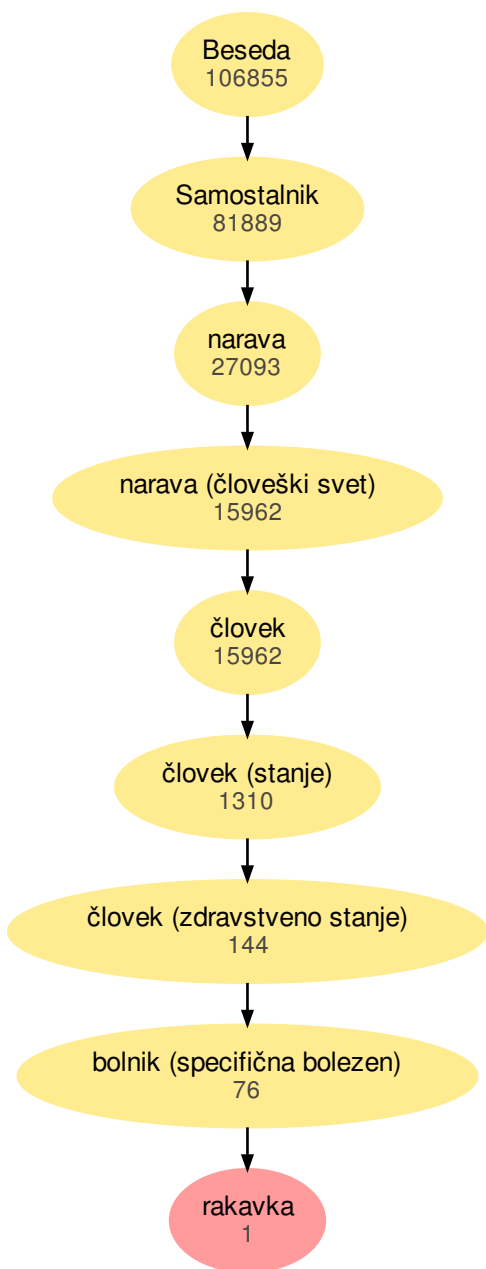 Beseda
106855
Samostalnik
81889
narava
27093
narava (človeški svet)
15962
človek
15962
človek (stanje)
1310
človek (zdravstveno stanje)
144
bolnik (specifična bolezen)
76
rakavka
1